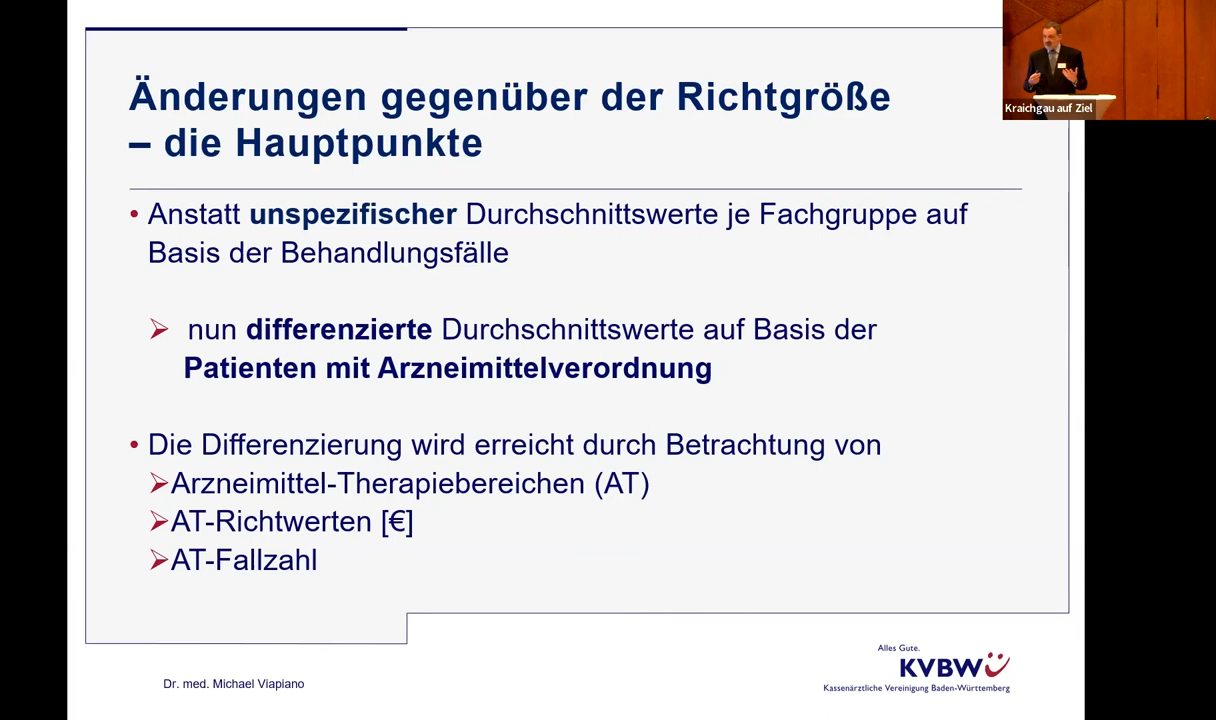 Änderungen gegenüber der Richtgröße
– die Hauptpunkte
• Anstatt unspezifischer Durchschnittswerte je Fachgruppe auf
Basis der Behandlungsfälle
➢ nun differenzierte Durchschnittswerte auf Basis der
Patienten mit Arzneimittelverordnung
• Die Differenzierung wird erreicht durch Betrachtung von
➢Arzneimittel-Therapiebereichen (AT)
➢AT-Richtwerten [€]
➢AT-Fallzahl
Dr. med. Michael Viapiano
Alles Gute.
KVBW
Kassenärztliche Vereinigung Baden-Württemberg
Kraichgau auf Ziel